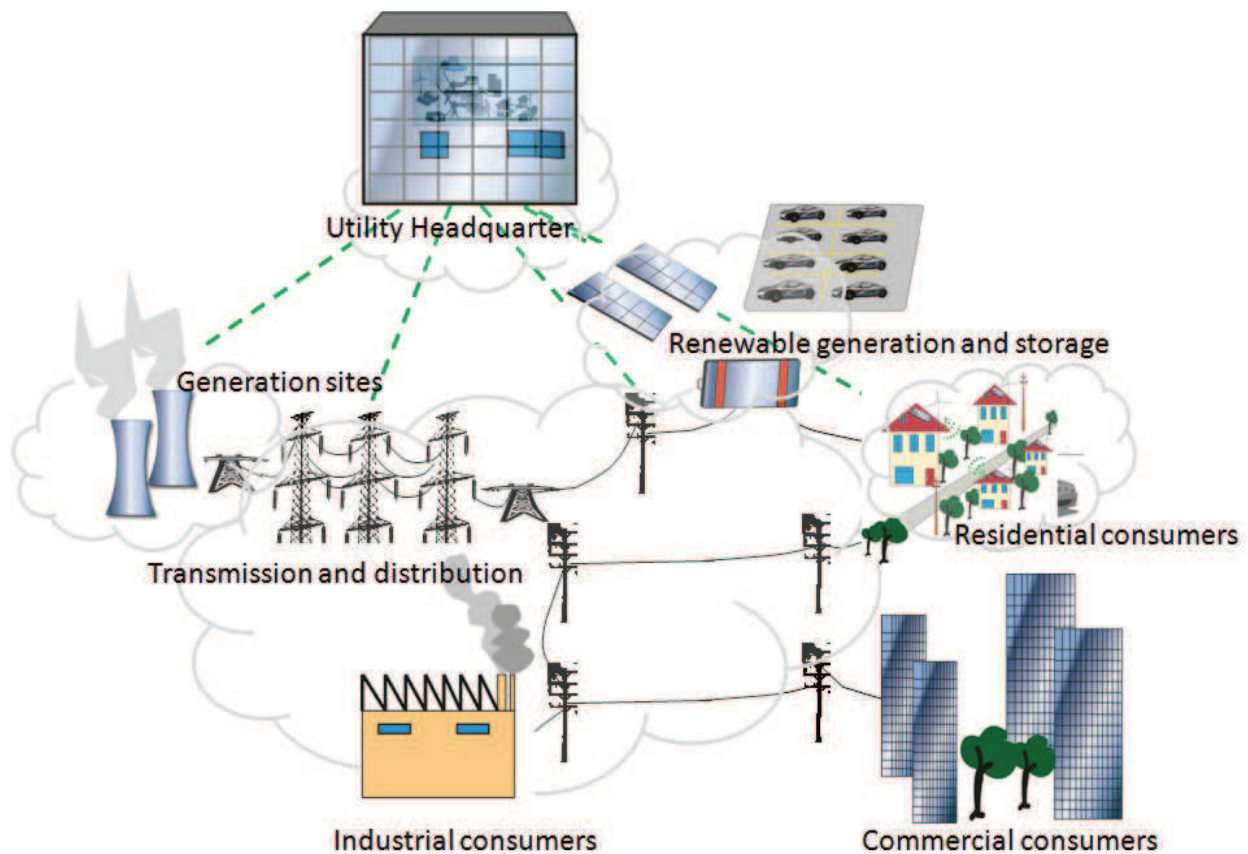 Utility Headquarter
Renewable generation and storage
Generation sites
Residential consumers
Transmission and distribution
Industrial consumers
Commercial consumers